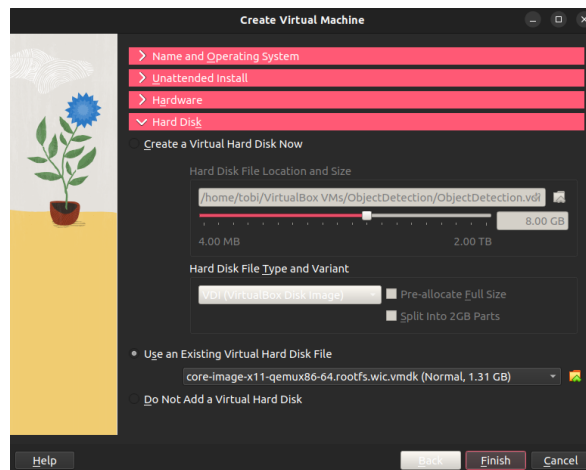 Create Virtual Machine
Name and Operating System
Unattended Install
Hardware
Hard Disk
Create a Virtual Hard Disk Now
Hard Disk File Location and Size
/home/tobi/VirtualBox VMs/ObjectDetection/ObjectDetection.vdi
8.00 GB
4.00 MB 2.00 TB
Hard Disk File Type and Variant
VDI (VirtualBox Disk Image) Pre-allocate Full Size
Split Into 2GB Parts
Use an Existing Virtual Hard Disk File
core-image-x11-qemux86-64.rootfs.wic.vmdk (Normal, 1.31 GB)
Do Not Add a Virtual Hard Disk
Help Back Finish Cancel